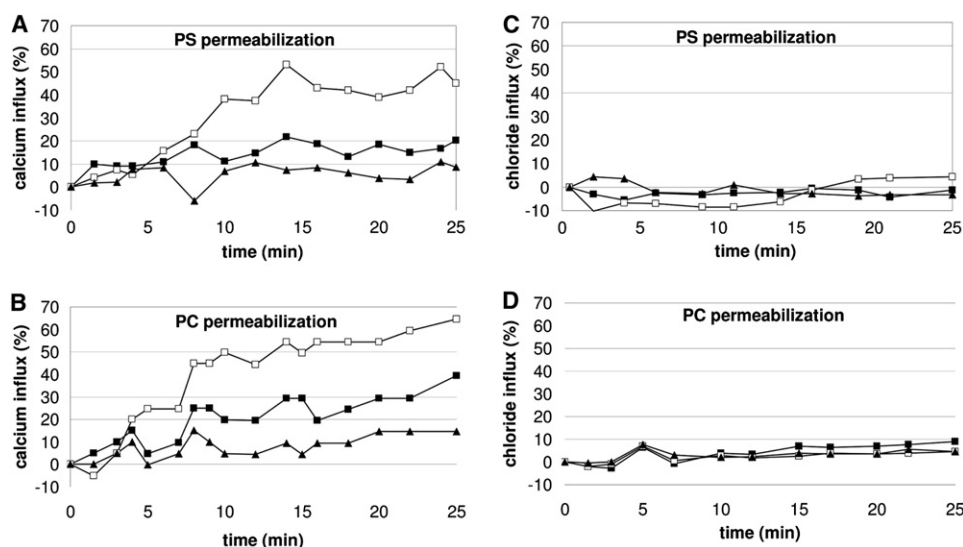 A
PS permeabilization
calcium influx (%)
70
60
50
40
30
20
10
0
-10
0 5 10 15 20 25
time (min)
C
PS permeabilization
chloride influx (%)
70
60
50
40
30
20
10
0
-10
0 5 10 15 20 25
time (min)
B
PC permeabilization
calcium influx (%)
70
60
50
40
30
20
10
0
-10
0 5 10 15 20 25
time (min)
D
PC permeabilization
chloride influx (%)
70
60
50
40
30
20
10
0
-10
0 5 10 15 20 25
time (min)